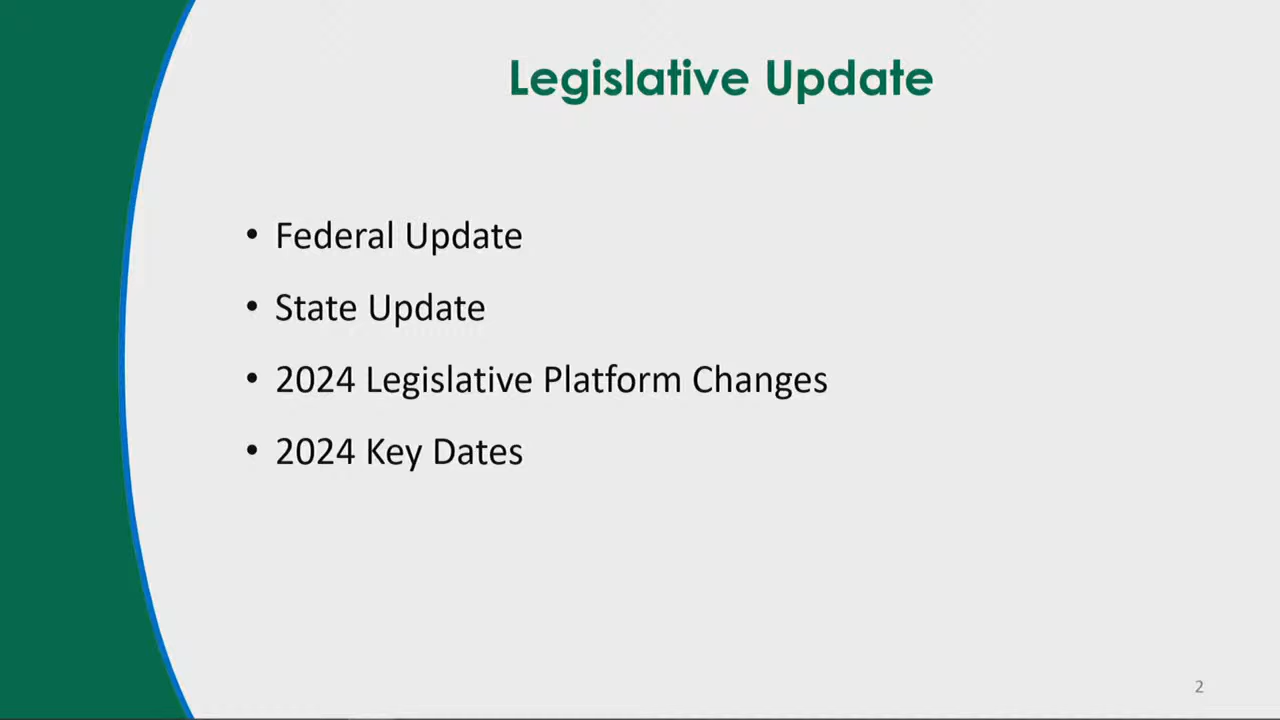 Legislative Update
• Federal Update
• State Update
• 2024 Legislative Platform Changes
• 2024 Key Dates
2